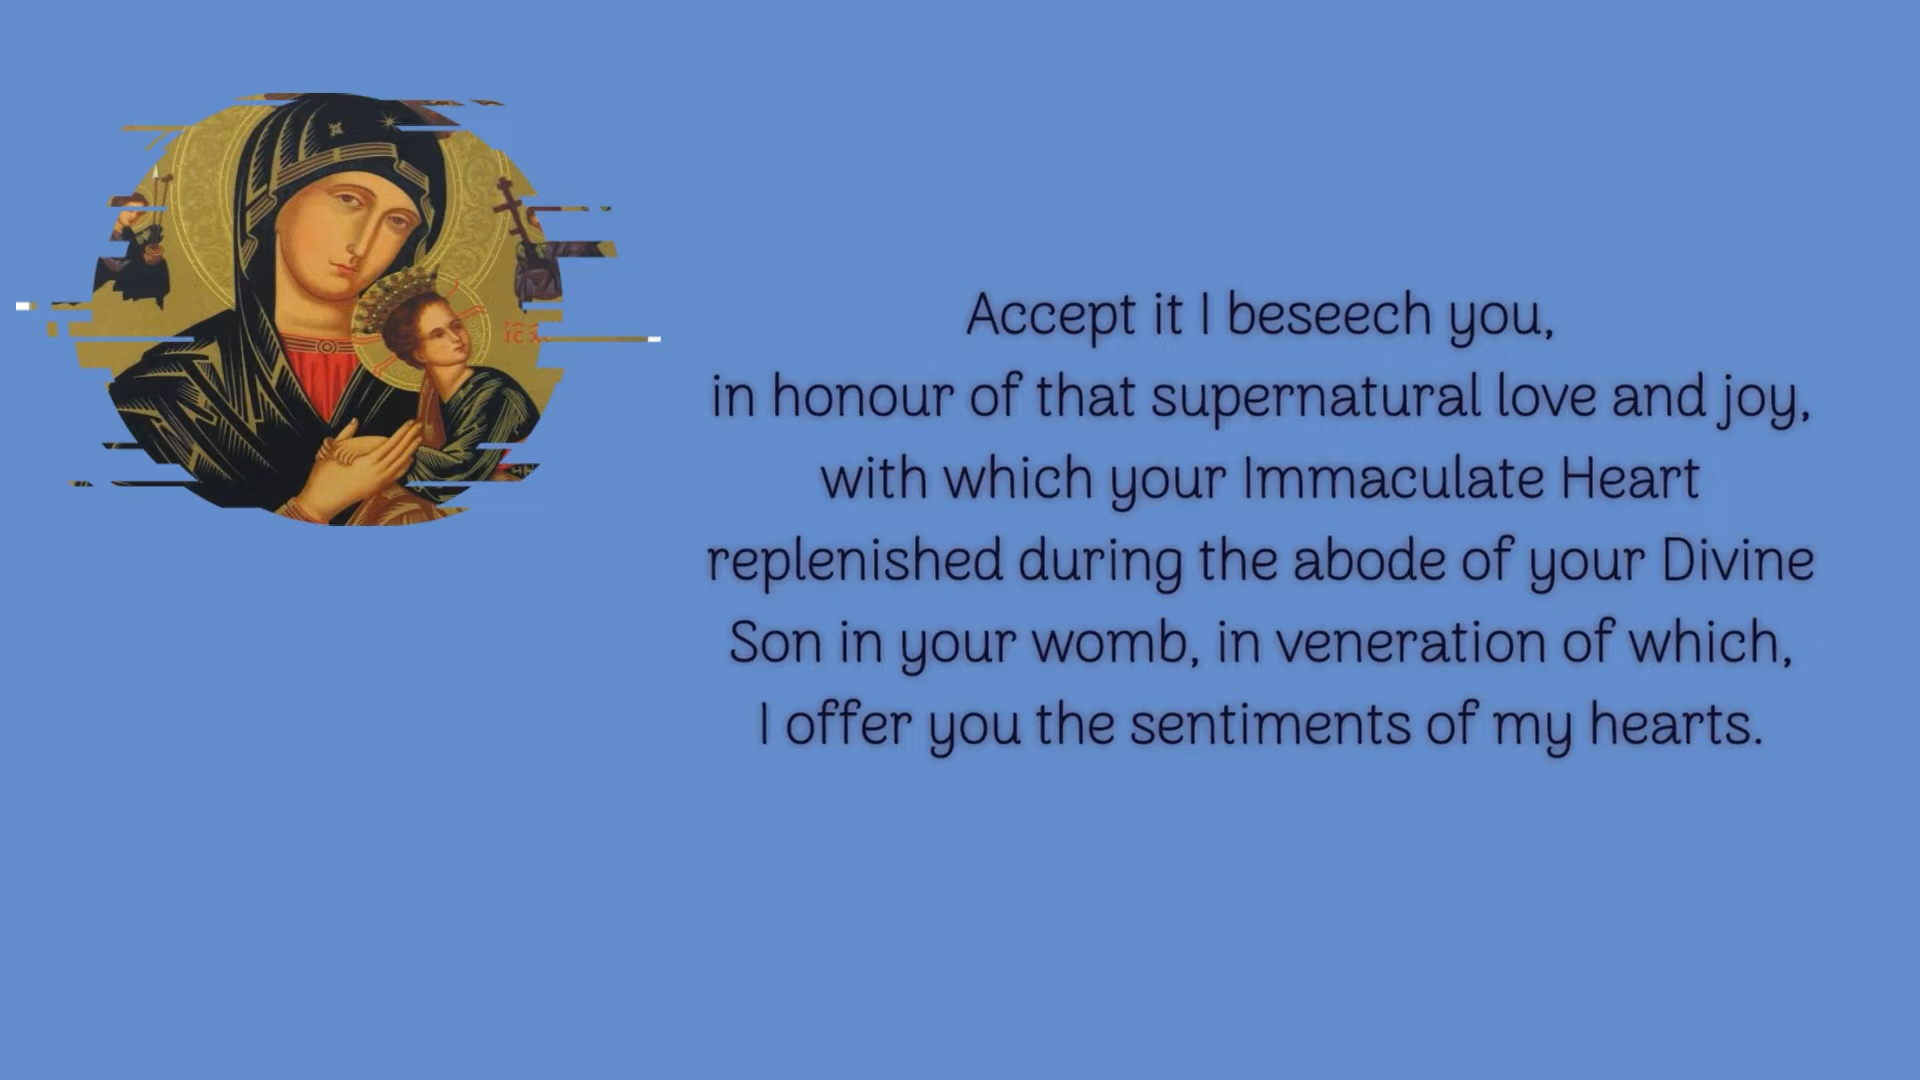 Accept it I beseech you,
in honour of that supernatural love and joy,
with which your Immaculate Heart
replenished during the abode of your Divine
Son in your womb, in veneration of which,
I offer you the sentiments of my hearts.